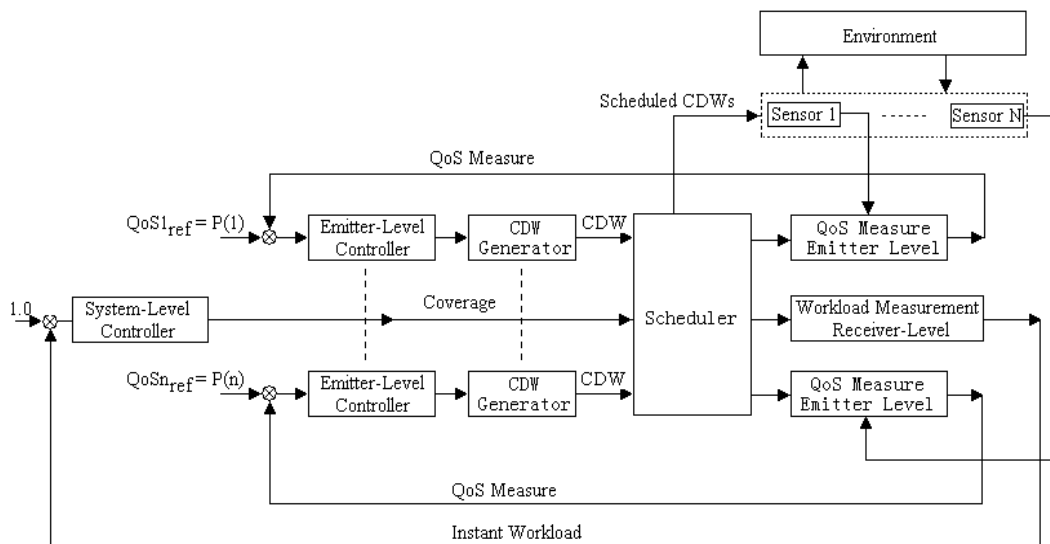 Environment
Scheduled CDWs
Sensor 1
Sensor N
QoS Measure
QoS1ref = P(1)
Emitter-Level
Controller
CDW
Generator
CDW
QoS Measure
Emitter Level
1.0
System-Level
Controller
Coverage
Scheduler
Workload Measurement
Receiver-Level
QoSnref = P(n)
Emitter-Level
Controller
CDW
Generator
CDW
QoS Measure
Emitter Level
QoS Measure
Instant Workload